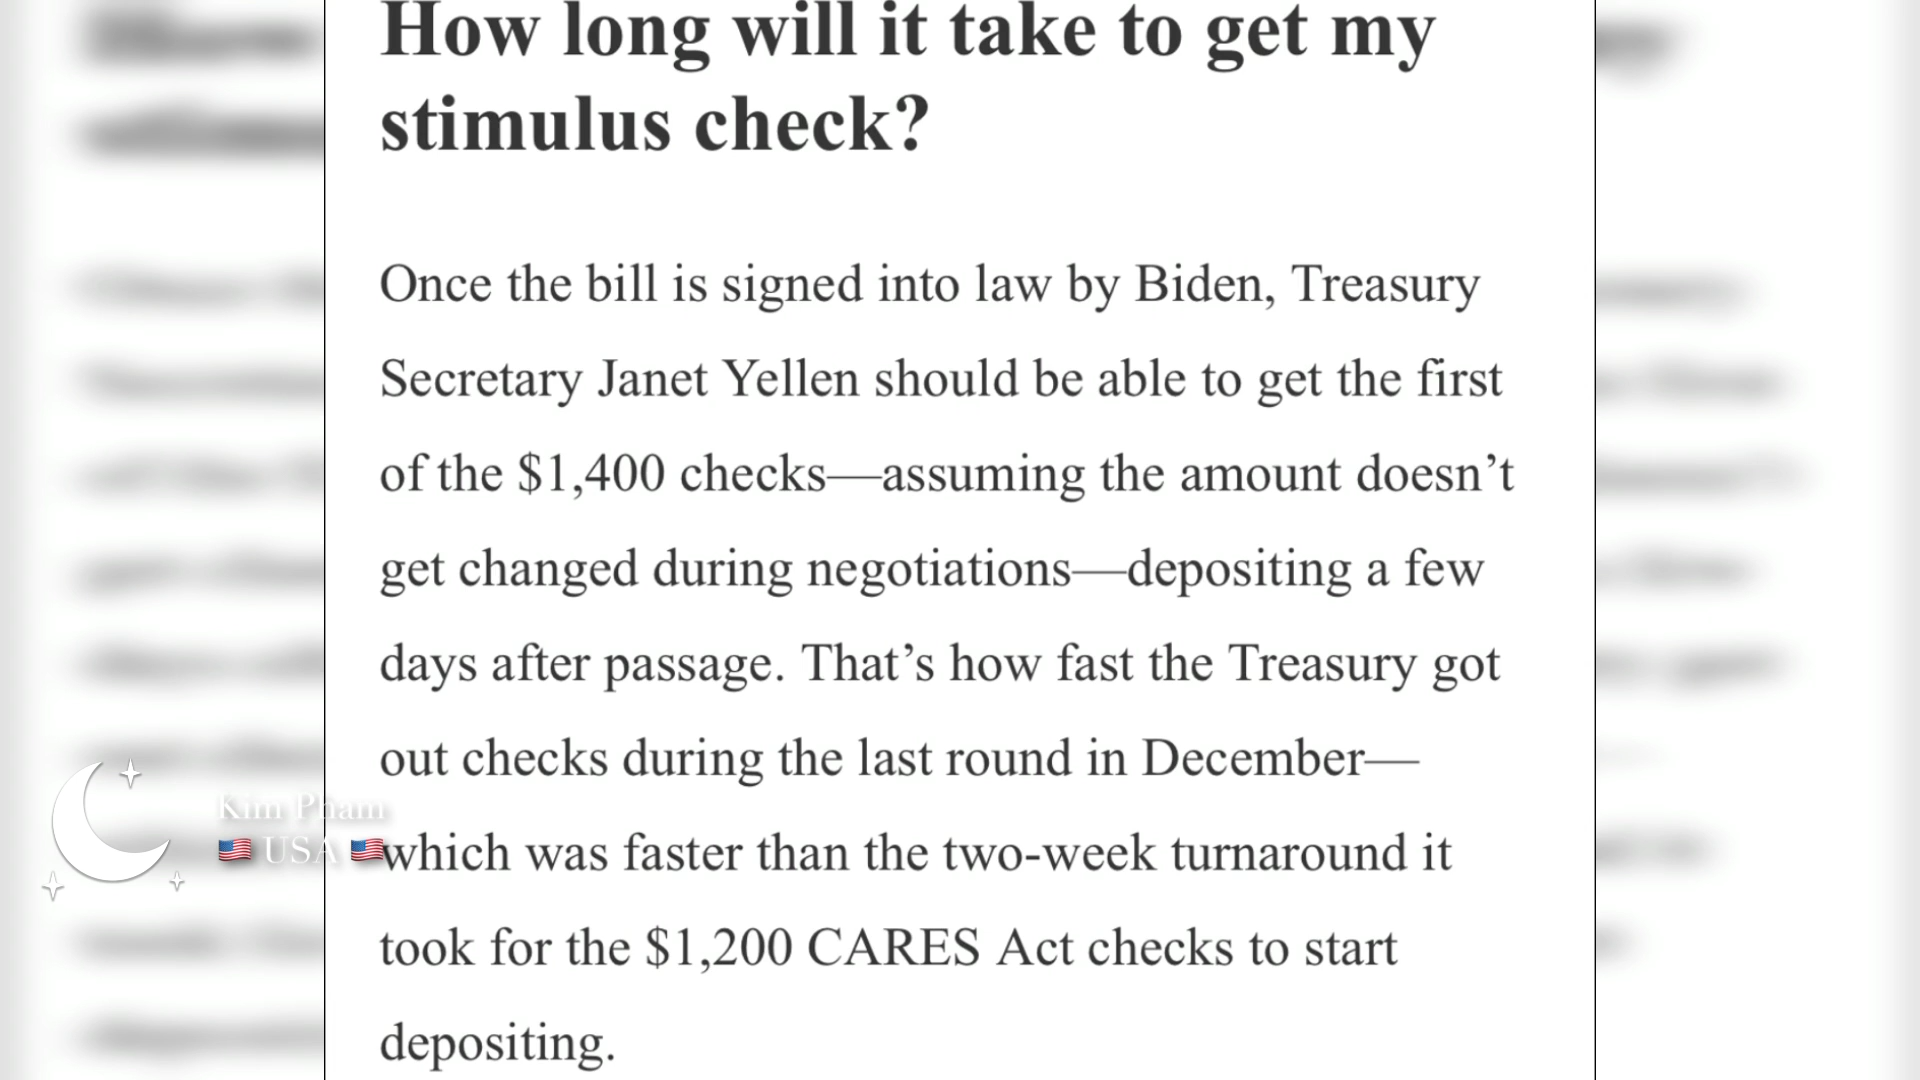 How long will it take to get my
stimulus check?
Once the bill is signed into law by Biden, Treasury
Secretary Janet Yellen should be able to get the first
of the $1,400 checks—assuming the amount doesn’t
get changed during negotiations—depositing a few
days after passage. That’s how fast the Treasury got
out checks during the last round in December—
which was faster than the two-week turnaround it
took for the $1,200 CARES Act checks to start
depositing.
Kim Pham
🇺🇸 USA 🇺🇸